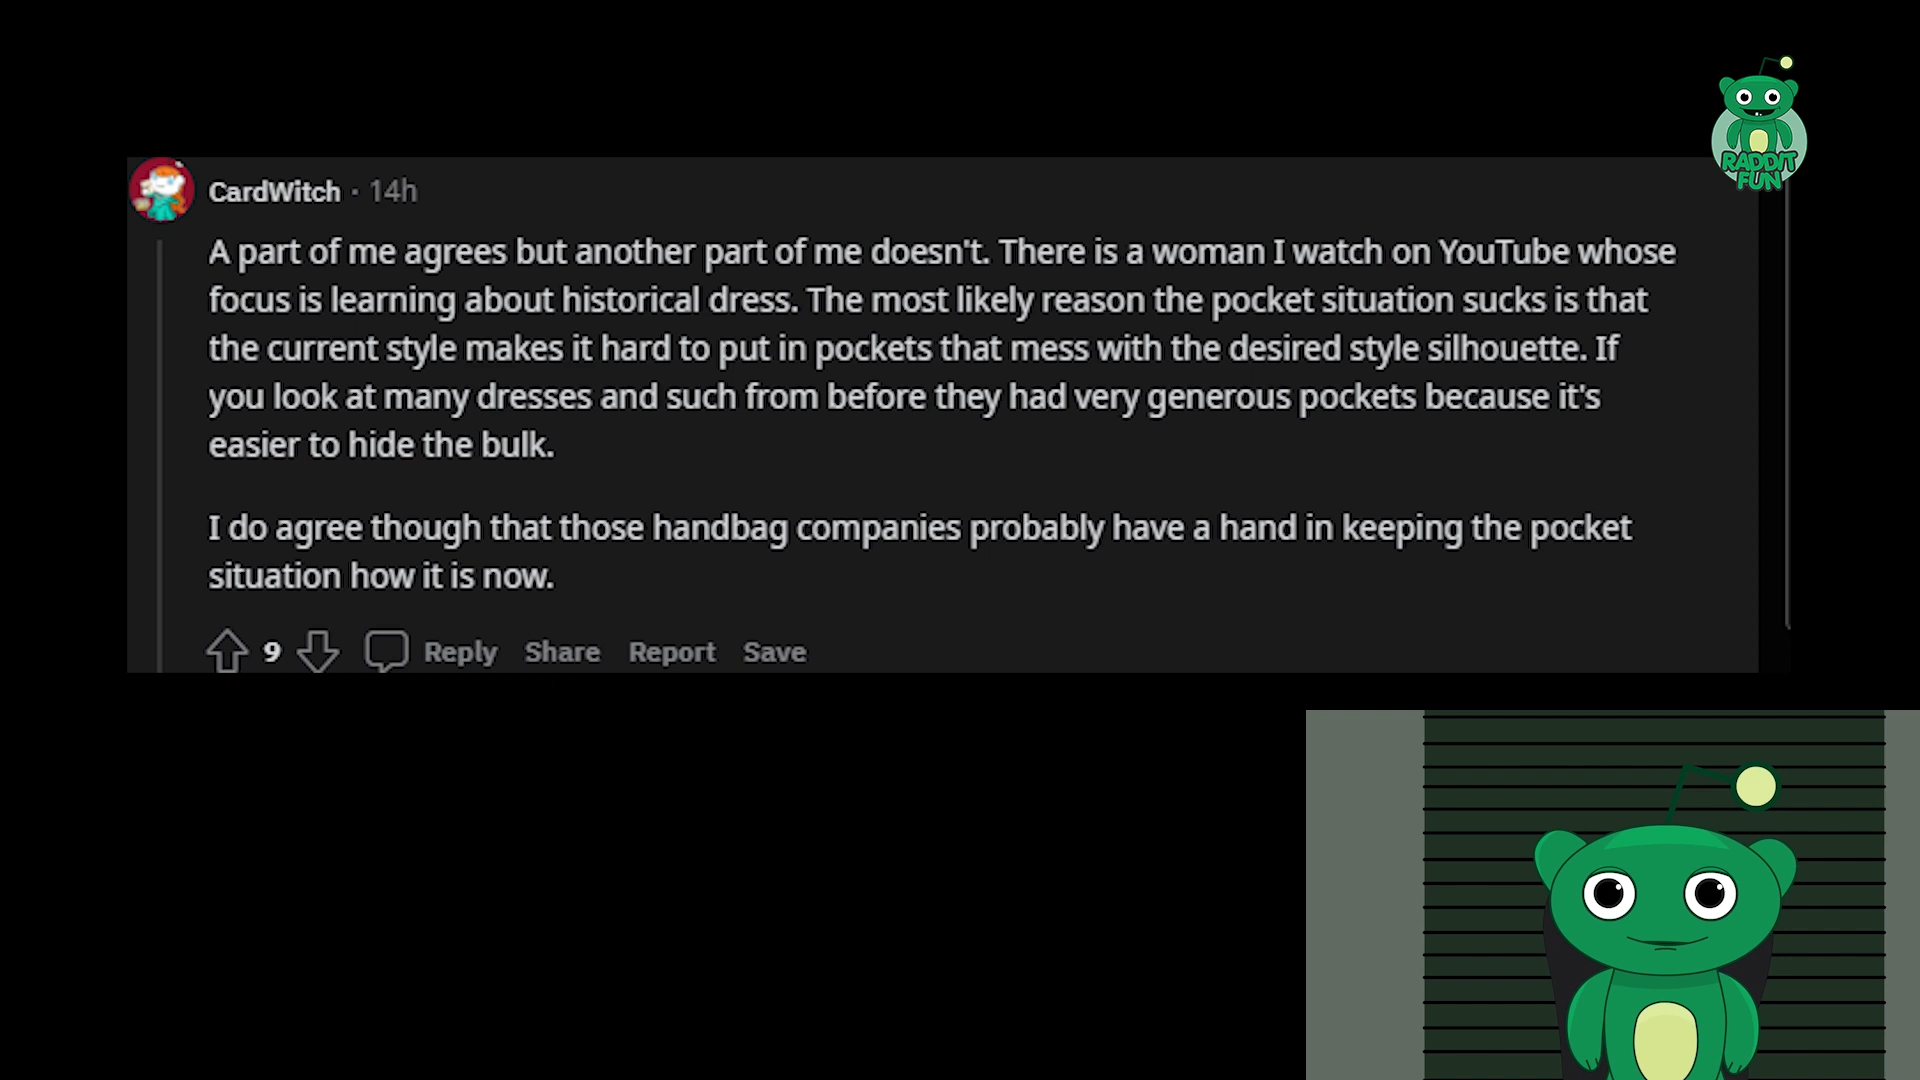 RADDIT
FUN
CardWitch · 14h
A part of me agrees but another part of me doesn't. There is a woman I watch on YouTube whose
focus is learning about historical dress. The most likely reason the pocket situation sucks is that
the current style makes it hard to put in pockets that mess with the desired style silhouette. If
you look at many dresses and such from before they had very generous pockets because it's
easier to hide the bulk.
I do agree though that those handbag companies probably have a hand in keeping the pocket
situation how it is now.
9 Reply Share Report Save